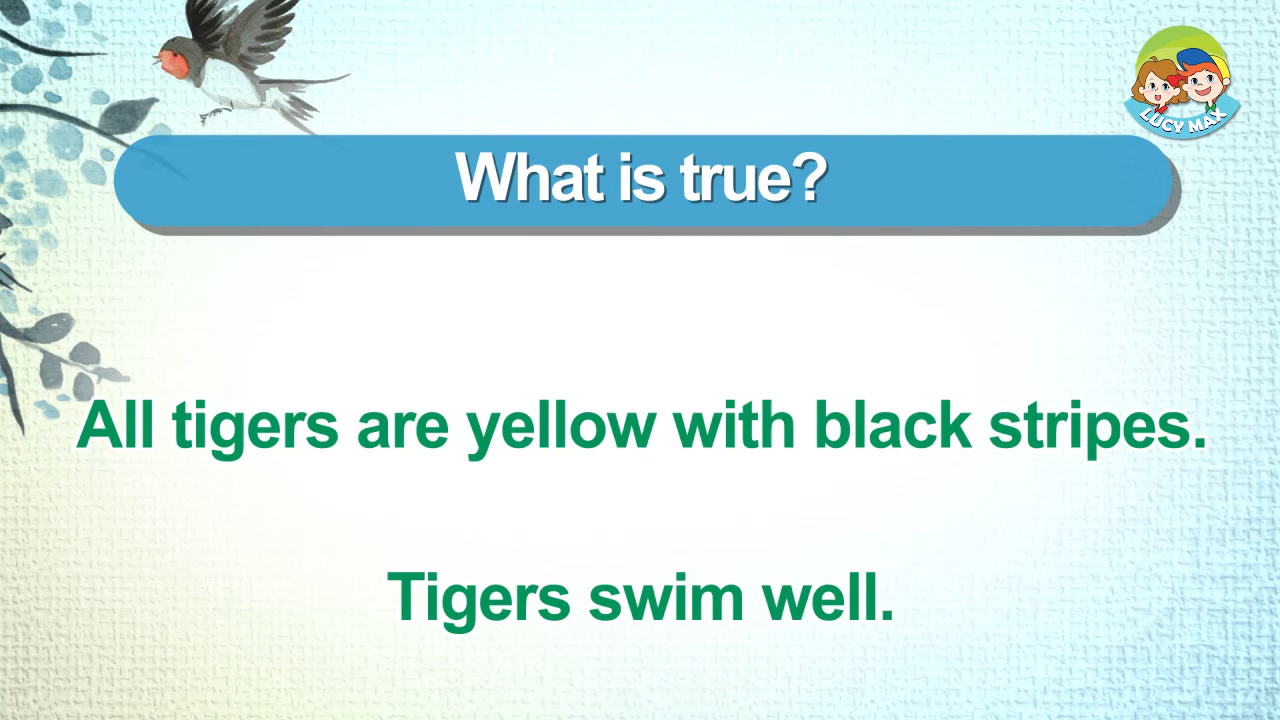 LUCY MAX
What is true?
All tigers are yellow with black stripes.
Tigers swim well.